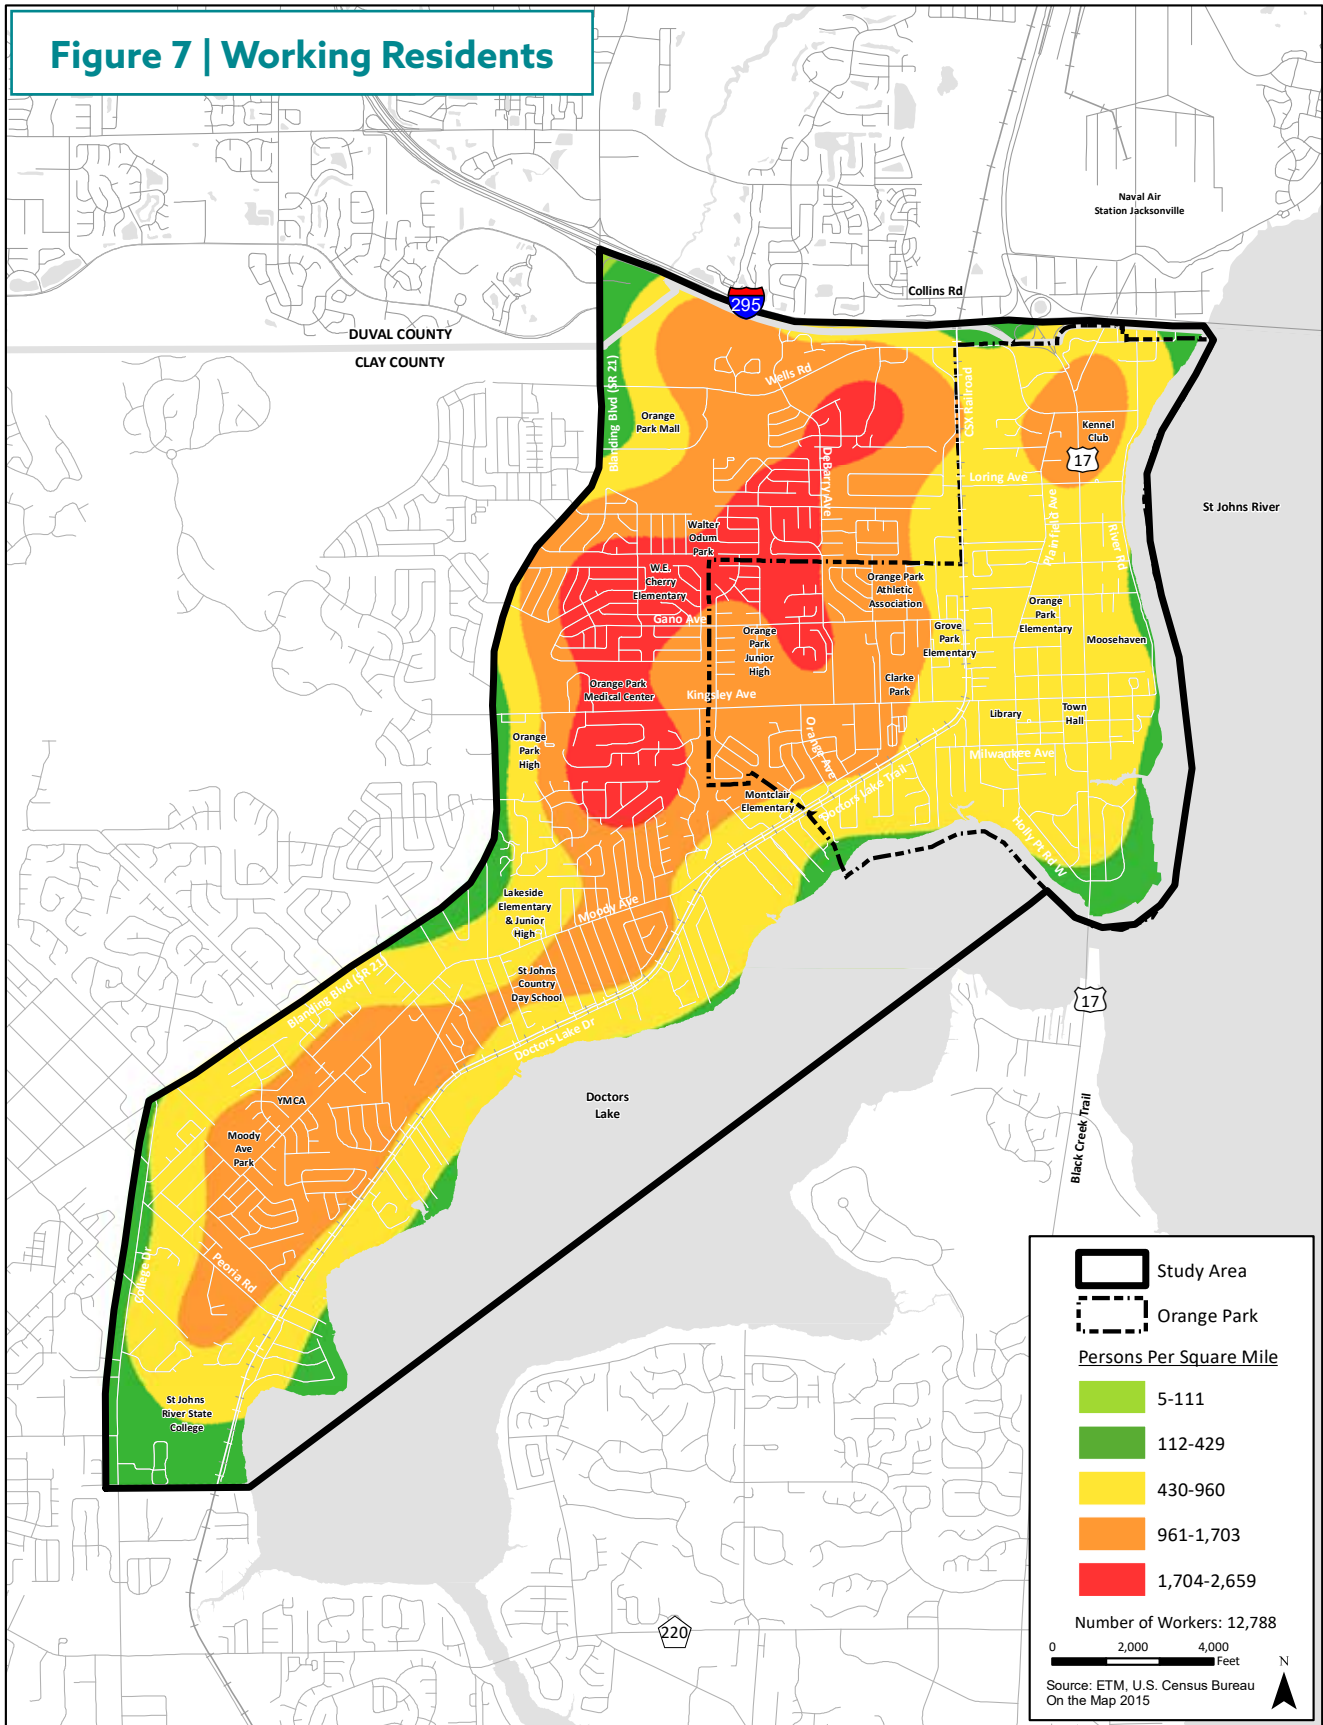 Figure 7 | Working Residents
Naval Air
Station Jacksonville
Collins Rd
295
DUVAL COUNTY
CLAY COUNTY
Blanding Blvd (SR 21)
Wells Rd
CSX Railroad
Orange
Park Mall
Kennel
Club
17
DeBarry Ave
Loring Ave
Plainfield Ave
River Rd
St Johns River
Walter
Odum
Park
W.E.
Cherry
Elementary
Orange Park
Athletic
Association
Gano Ave
Orange
Park
Junior
High
Grove
Park
Elementary
Orange
Park
Elementary
Moosehaven
Orange Park
Medical Center
Kingsley Ave
Clarke
Park
Library
Town
Hall
Orange
Park
High
Orange Ave
Milwaukee Ave
Montclair
Elementary
Doctors Lake Trail
Holly Pt Rd W
Lakeside
Elementary
& Junior
High
Moody Ave
St Johns
Country
Day School
Blanding Blvd (SR 21)
Doctors Lake Dr
17
Doctors
Lake
YMCA
Moody
Ave
Park
Black Creek Trail
College Dr
Peoria Rd
St Johns
River State
College
220
Study Area
Orange Park
Persons Per Square Mile
5-111
112-429
430-960
961-1,703
1,704-2,659
Number of Workers: 12,788
0 2,000 4,000
Feet
N
Source: ETM, U.S. Census Bureau
On the Map 2015